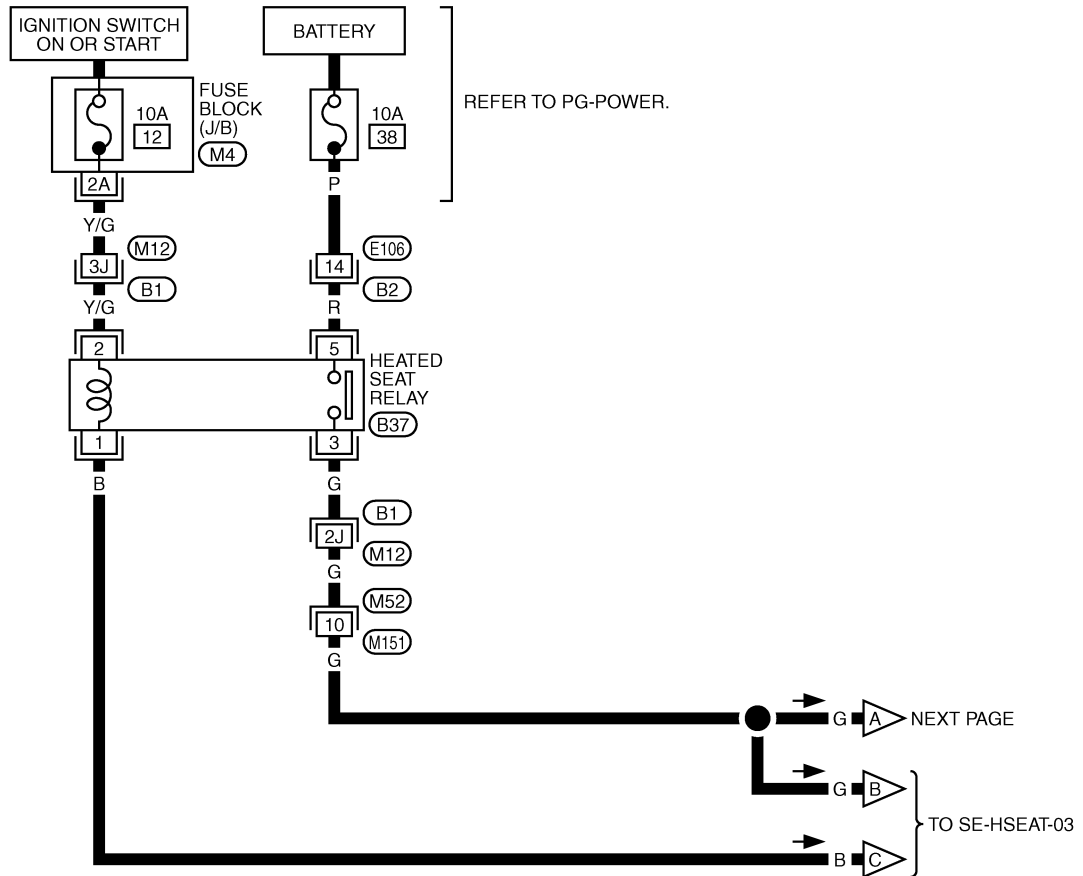 IGNITION SWITCH
ON OR START
BATTERY
FUSE
BLOCK
(J/B)
M4
10A
12
10A
38
REFER TO PG-POWER.
2A
P
Y/G
M12
E106
3J
14
B1
B2
Y/G
R
2
5
HEATED
SEAT
RELAY
B37
1
3
B
G
B1
2J
M12
G
M52
10
M151
G
G
A
NEXT PAGE
G
B
TO SE-HSEAT-03
B
C